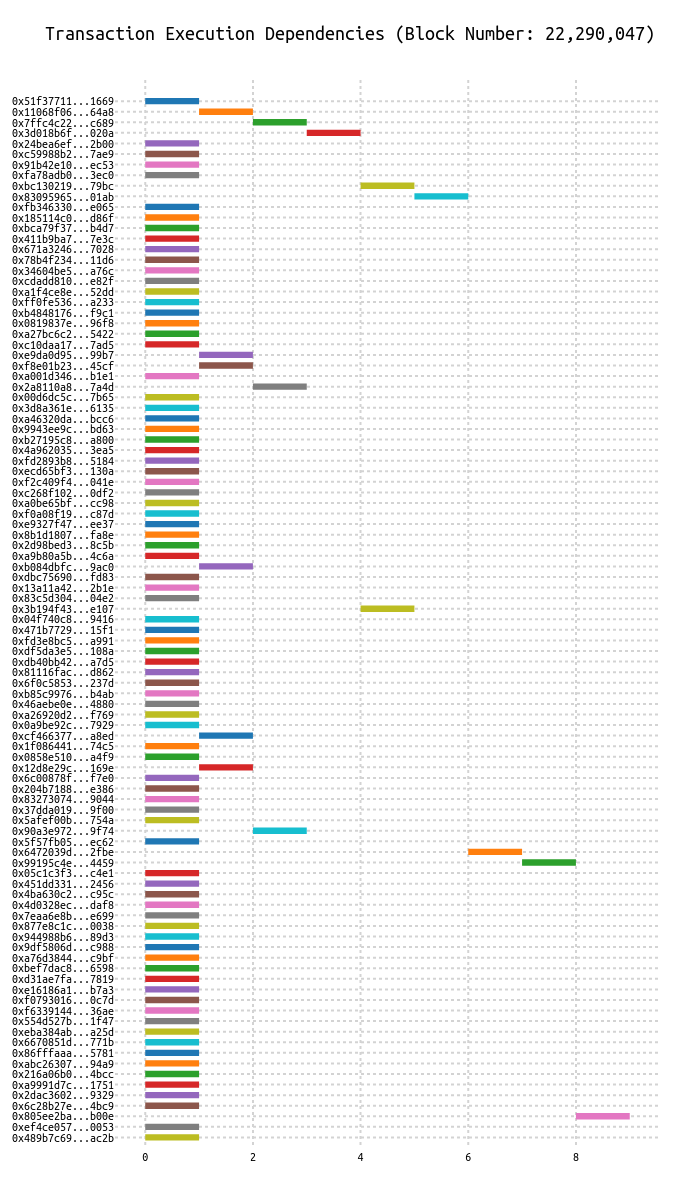 Transaction Execution Dependencies (Block Number: 22,290,047)
0x51f37711...1669
0x11068f06...64a8
0x7ffc4c22...c689
0x3d018b6f...020a
0x24bea6ef...2b00
0xc59988b2...7ae9
0x91b42e10...ec53
0xfa78adb0...3ec0
0xbc130219...79bc
0x83095965...01ab
0xfb346330...e065
0x185114c0...d86f
0xbca79f37...b4d7
0x411b9ba7...7e3c
0x671a3246...7028
0x78b4f234...11d6
0x34604be5...a76c
0xcdadd810...e82f
0xa1f4ce8e...52dd
0xff0fe536...a233
0xb4848176...f9c1
0x0819837e...96f8
0xa27bc6c2...5422
0xc10daa17...7ad5
0xe9da0d95...99b7
0xf8e01b23...45cf
0xa001d346...b1e1
0x2a8110a8...7a4d
0x00d6dc5c...7b65
0x3d8a361e...6135
0xa46320da...bcc6
0x9943ee9c...bd63
0xb27195c8...a800
0x4a962035...3ea5
0xfd2893b8...5184
0xecd65bf3...130a
0xf2c409f4...041e
0xc268f102...0df2
0xa0be65bf...cc98
0xf0a08f19...c87d
0xe9327f47...ee37
0x8b1d1807...fa8e
0x2d98bed3...8c5b
0xa9b80a5b...4c6a
0xb084dbfc...9ac0
0xdbc75690...fd83
0x13a11a42...2b1e
0x83c5d304...04e2
0x3b194f43...e107
0x04f740c8...9416
0x471b7729...15f1
0xfd3e8bc5...a991
0xdf5da3e5...108a
0xdb40bb42...a7d5
0x81116fac...d862
0x6f0c5853...237d
0xb85c9976...b4ab
0x46aebe0e...4880
0xa26920d2...f769
0x0a9be92c...7929
0xcf466377...a8ed
0x1f086441...74c5
0x0858e510...a4f9
0x12d8e29c...169e
0x6c00878f...f7e0
0x204b7188...e386
0x83273074...9044
0x37dda019...9f00
0x5afef00b...754a
0x90a3e972...9f74
0x5f57fb05...ec62
0x6472039d...2fbe
0x99195c4e...4459
0x05c1c3f3...c4e1
0x451dd331...2456
0x4ba630c2...c95c
0x4d0328ec...daf8
0x7eaa6e8b...e699
0x877e8c1c...0038
0x944988b6...89d3
0x9df5806d...c988
0xa76d3844...c9bf
0xbef7dac8...6598
0xd31ae7fa...7819
0xe16186a1...b7a3
0xf0793016...0c7d
0xf6339144...36ae
0x554d527b...1f47
0xeba384ab...a25d
0x6670851d...771b
0x86fffaaa...5781
0xabc26307...94a9
0x216a06b0...4bcc
0xa9991d7c...1751
0x2dac3602...9329
0x6c28b27e...4bc9
0x805ee2ba...b00e
0xef4ce057...0053
0x489b7c69...ac2b
0 2 4 6 8